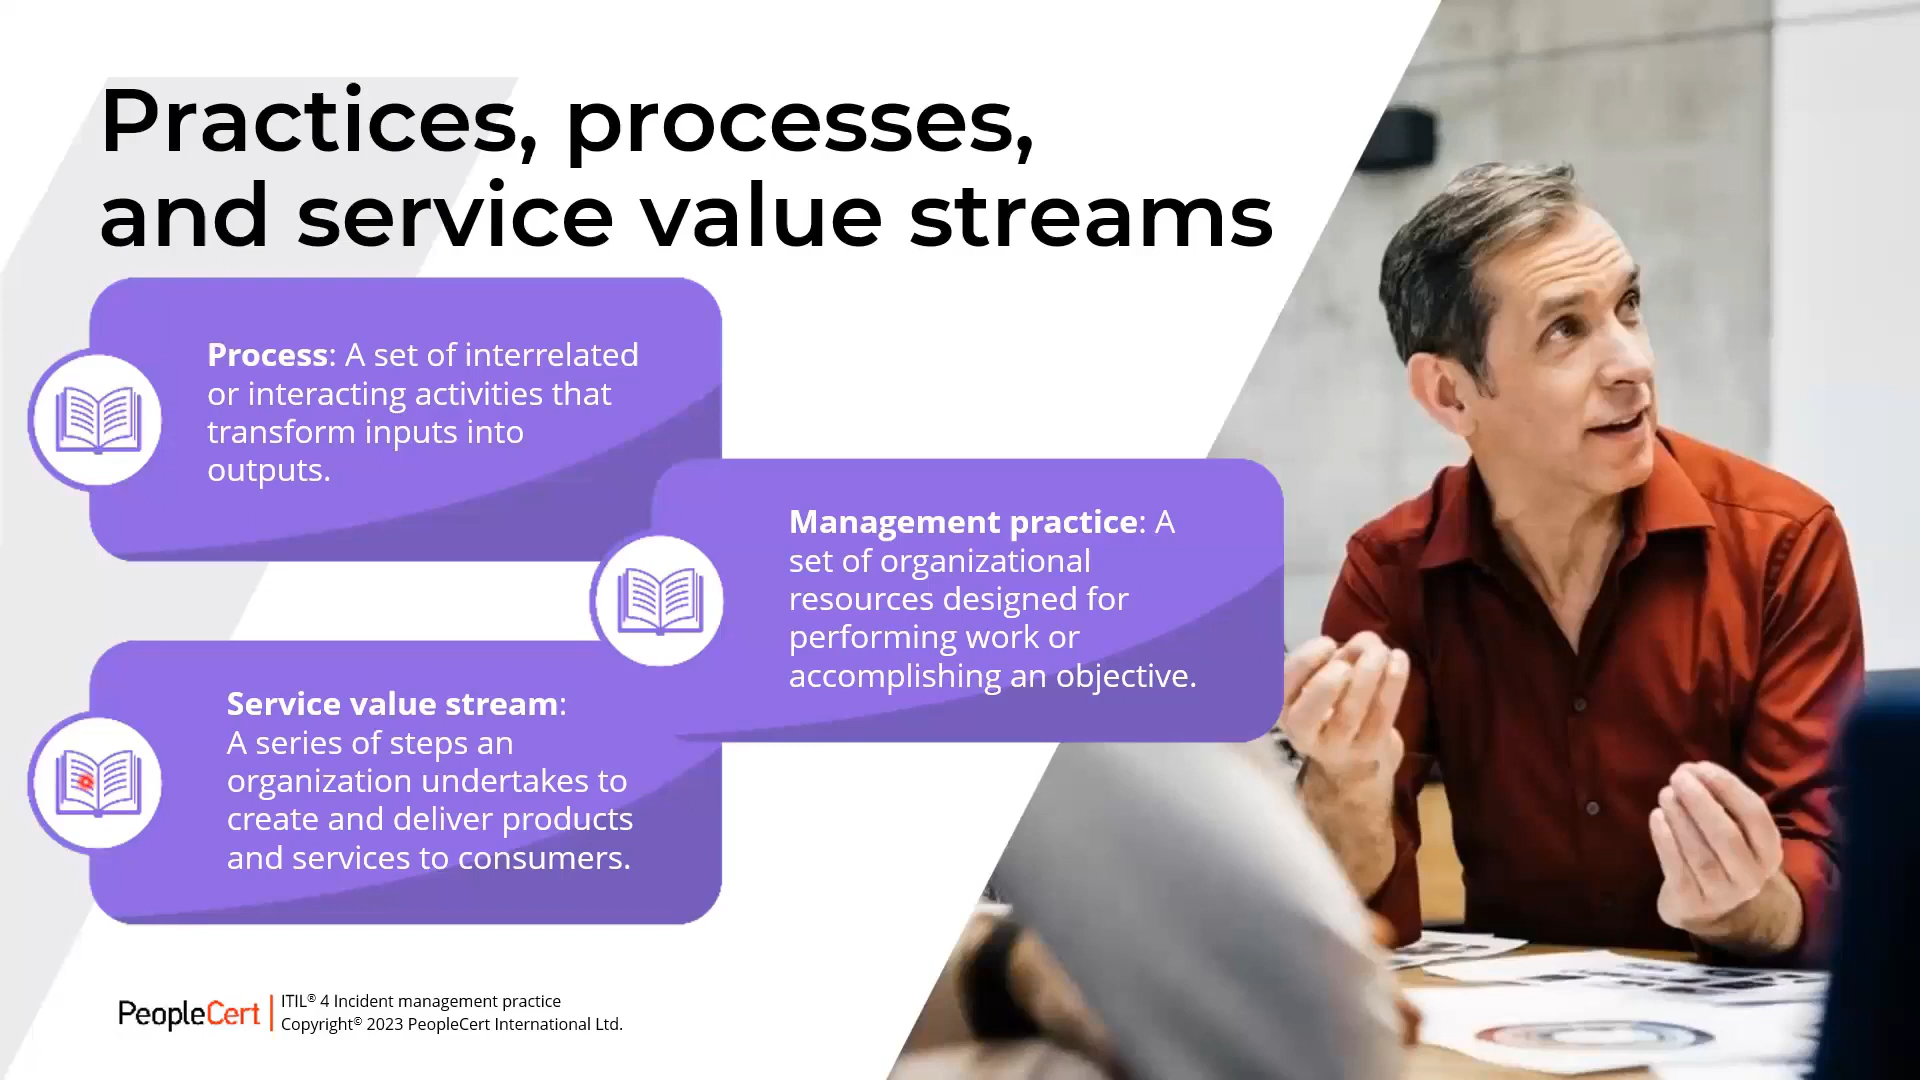 Practices, processes,
and service value streams
Process: A set of interrelated
or interacting activities that
transform inputs into
outputs.
Management practice: A
set of organizational
resources designed for
performing work or
accomplishing an objective.
Service value stream:
A series of steps an
organization undertakes to
create and deliver products
and services to consumers.
PeopleCert
ITIL® 4 Incident management practice
Copyright© 2023 PeopleCert International Ltd.